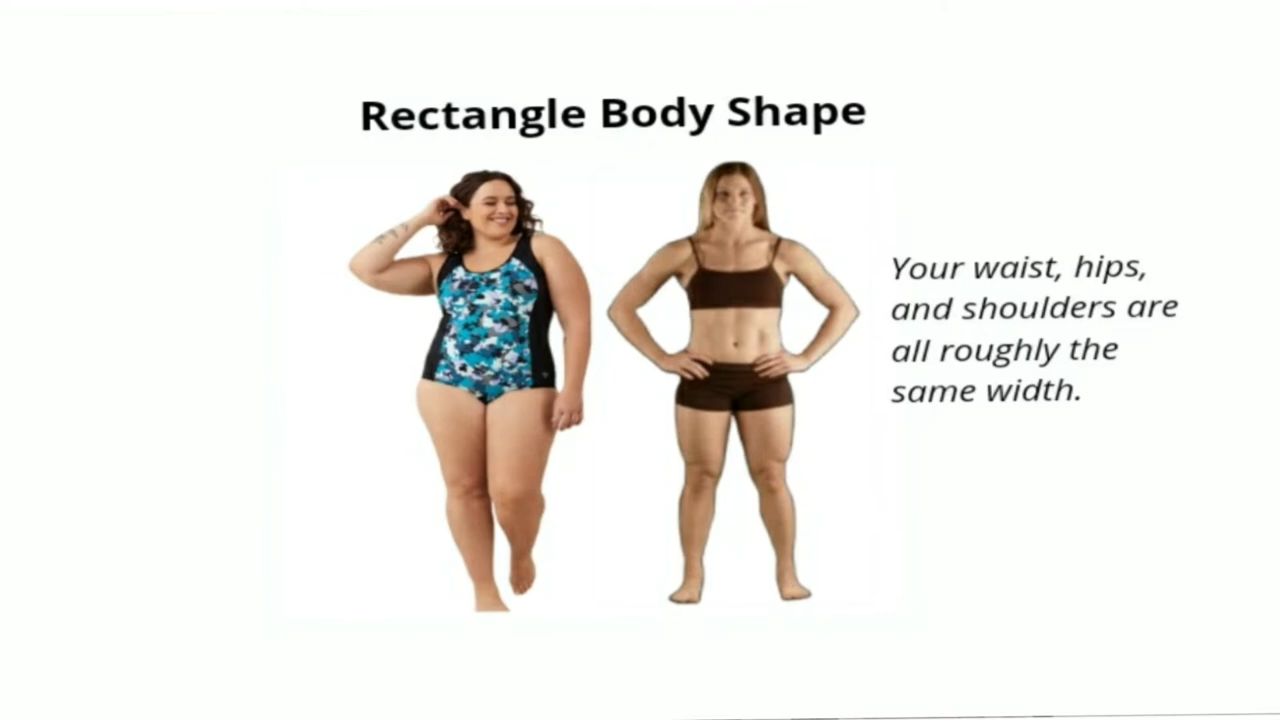 Rectangle Body Shape
Your waist, hips,
and shoulders are
all roughly the
same width.